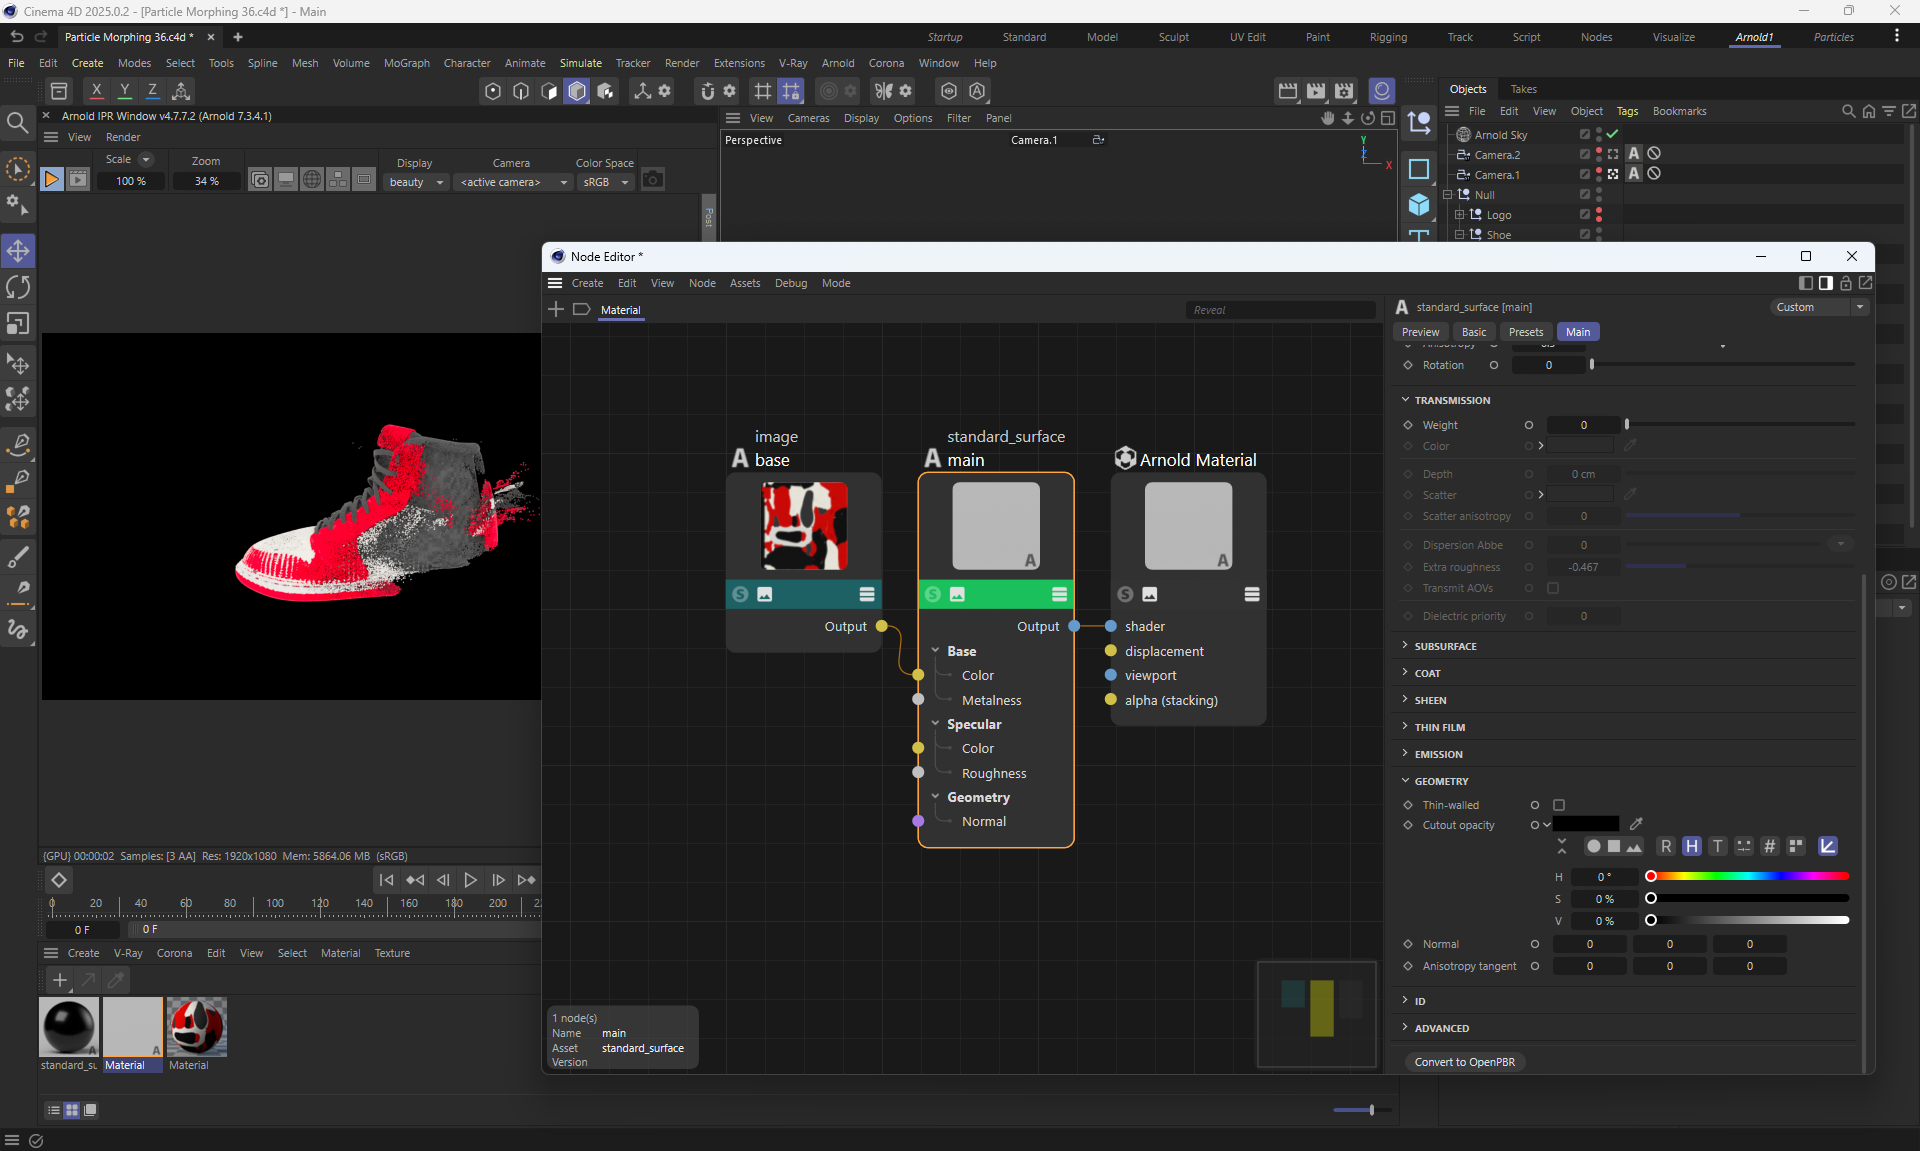 Cinema 4D 2025.0.2 - [Particle Morphing 36.c4d *] - Main
Particle Morphing 36.c4d *
Startup Standard Model Sculpt UV Edit Paint Rigging Track Script Nodes Visualize Arnold1 Particles
File Edit Create Modes Select Tools Spline Mesh Volume MoGraph Character Animate Simulate Tracker Render Extensions V-Ray Arnold Corona Window Help
X Y Z
Objects Takes
Arnold IPR Window v4.7.7.2 (Arnold 7.3.4.1)
View Cameras Display Options Filter Panel
File Edit View Object Tags Bookmarks
View Render
Perspective
Camera.1
Y
Z
X
Arnold Sky
Camera.2
Camera.1
Null
Logo
Shoe
Scale Zoom Display Camera Color Space
100 % 34 % beauty <active camera> sRGB
Post
Node Editor *
Create Edit View Node Assets Debug Mode
Material
Reveal
standard_surface [main]
Custom
Preview Basic Presets Main
Rotation 0
TRANSMISSION
Weight 0
Color
Depth 0 cm
Scatter
Scatter anisotropy 0
Dispersion Abbe 0
Extra roughness -0.467
Transmit AOVs
Dielectric priority 0
SUBSURFACE
COAT
SHEEN
THIN FILM
EMISSION
GEOMETRY
Thin-walled
Cutout opacity
R H T #
H 0 °
S 0 %
V 0 %
Normal 0 0 0
Anisotropy tangent 0 0 0
ID
ADVANCED
Convert to OpenPBR
image
base
Output
standard_surface
main
Output
Base
Color
Metalness
Specular
Color
Roughness
Geometry
Normal
Arnold Material
shader
displacement
viewport
alpha (stacking)
1 node(s)
Name main
Asset standard_surface
Version
{GPU} 00:00:02 Samples: [3 AA] Res: 1920x1080 Mem: 5864.06 MB (sRGB)
0 20 40 60 80 100 120 140 160 180 200
0 F 0 F
Create V-Ray Corona Edit View Select Material Texture
standard_su Material Material